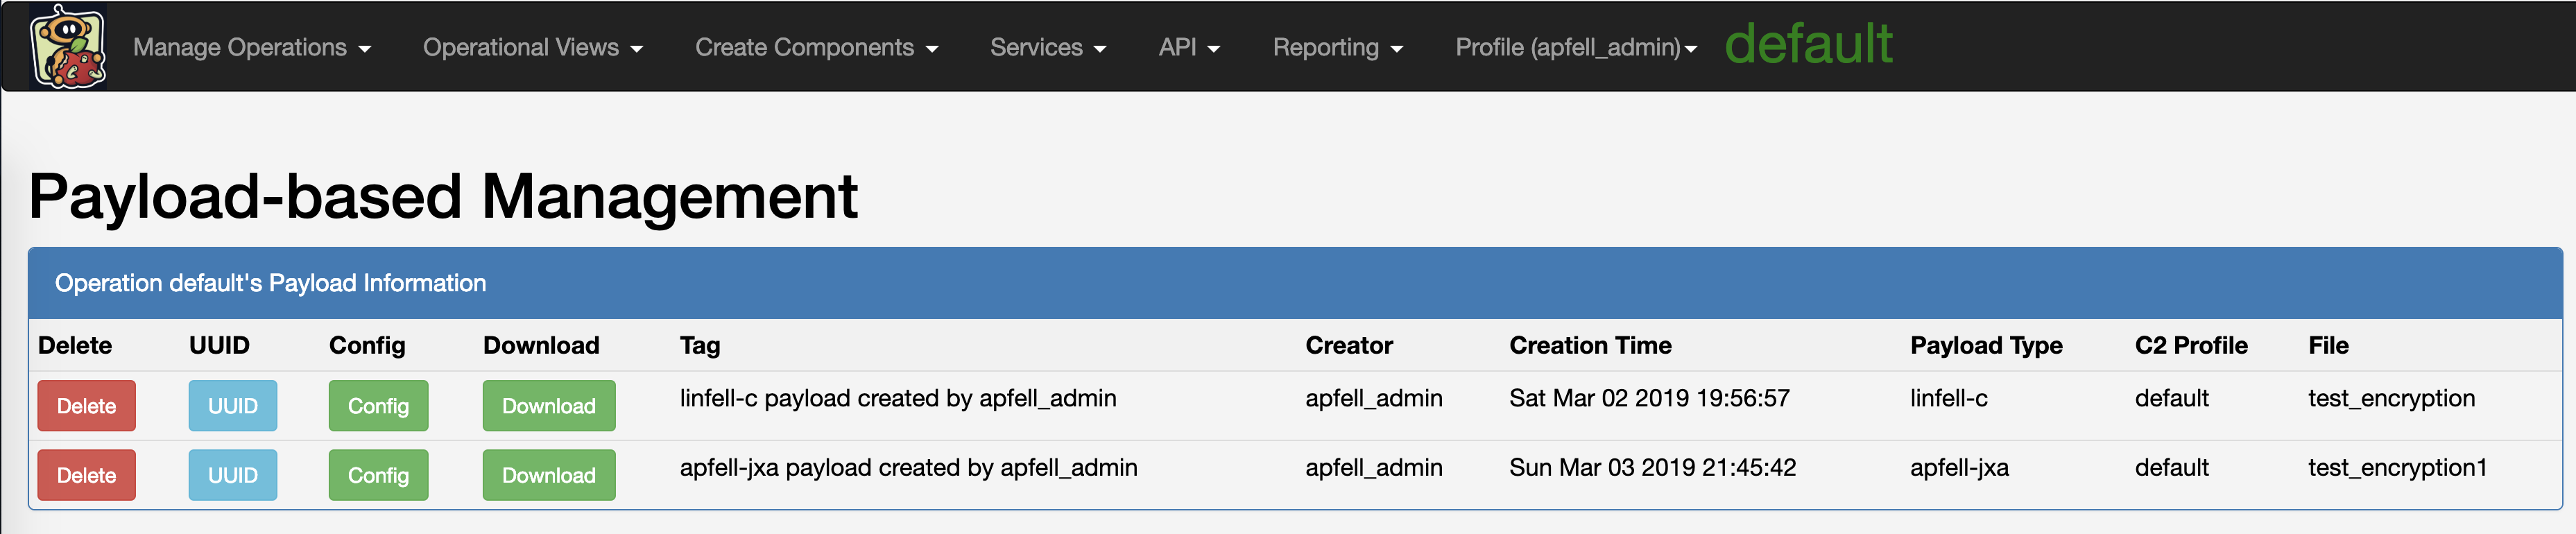 Manage Operations Operational Views Create Components Services API Reporting Profile (apfell_admin) default
Payload-based Management
Operation default's Payload Information
Delete UUID Config Download Tag Creator Creation Time Payload Type C2 Profile File
Delete UUID Config Download linfell-c payload created by apfell_admin apfell_admin Sat Mar 02 2019 19:56:57 linfell-c default test_encryption
Delete UUID Config Download apfell-jxa payload created by apfell_admin apfell_admin Sun Mar 03 2019 21:45:42 apfell-jxa default test_encryption1